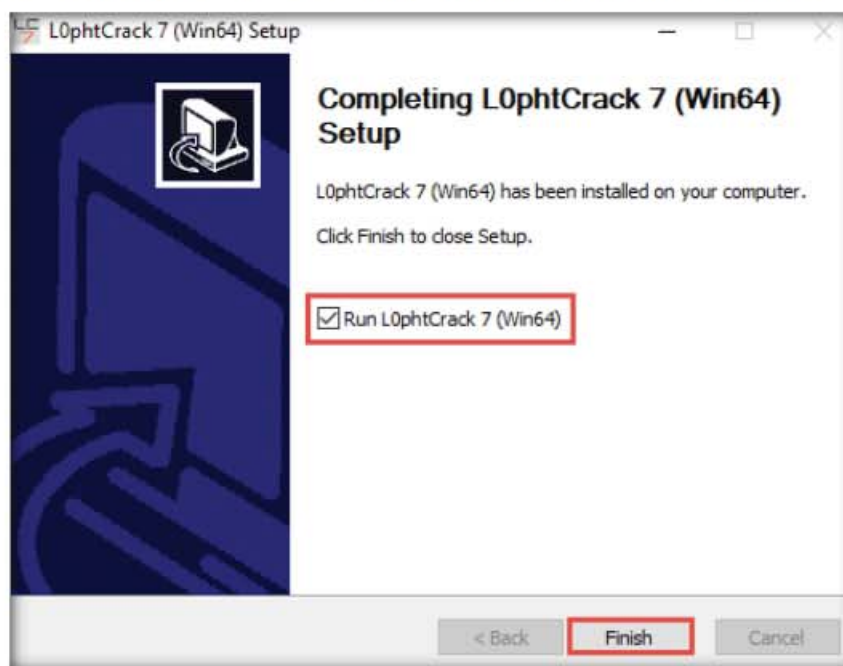 L0phtCrack 7 (Win64) Setup
Completing L0phtCrack 7 (Win64)
Setup
L0phtCrack 7 (Win64) has been installed on your computer.
Click Finish to close Setup.
Run L0phtCrack 7 (Win64)
< Back Finish Cancel